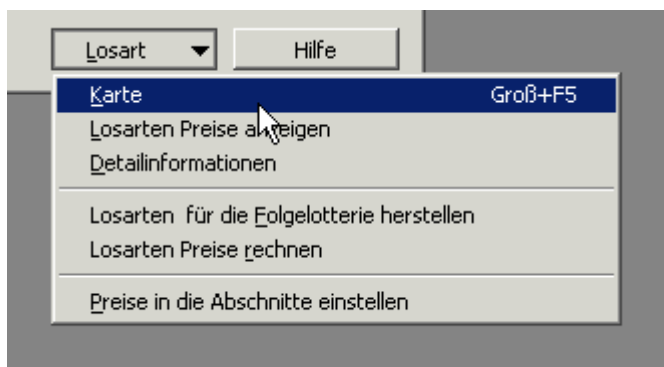 Losart
Hilfe
Karte Groß+F5
Losarten Preise anzeigen
Detailinformationen
Losarten für die Folgelotterie herstellen
Losarten Preise rechnen
Preise in die Abschnitte einstellen